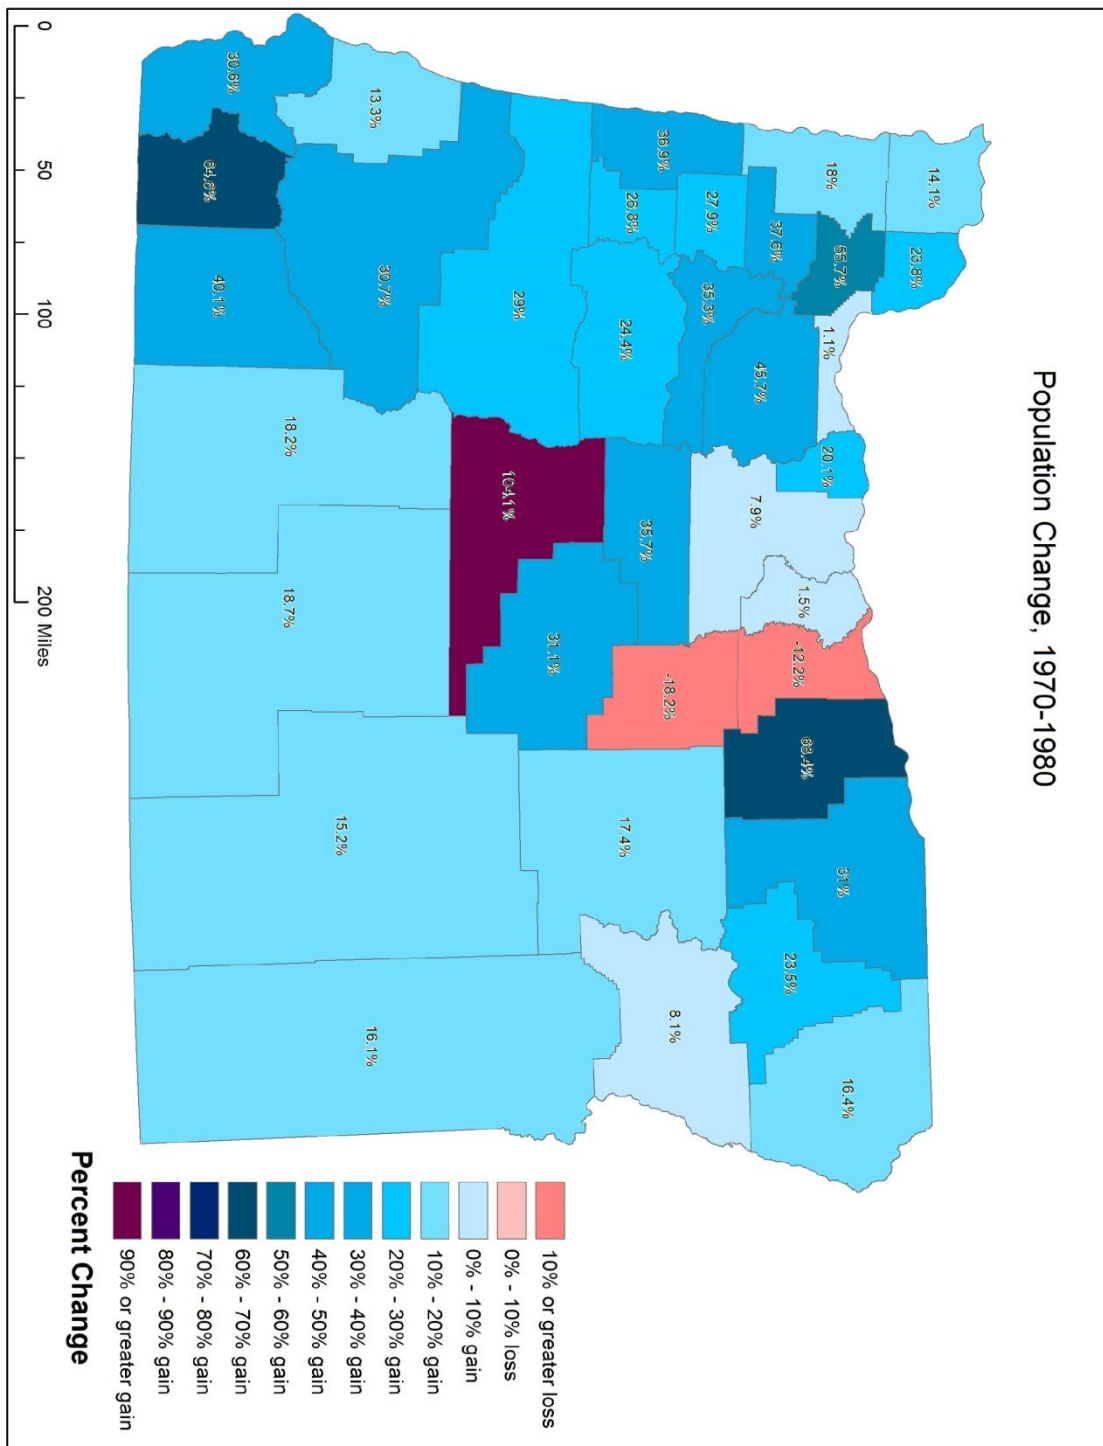 Population Change, 1970-1980
14.1%
23.8%
18%
55.7%
1.1%
20.1%
37.6%
45.7%
7.9%
1.5%
-12.2%
68.4%
31%
23.5%
16.4%
36.9%
27.9%
35.3%
26.8%
24.4%
35.7%
-18.2%
17.4%
8.1%
29%
104.1%
31.1%
13.3%
30.7%
18.2%
18.7%
15.2%
16.1%
30.6%
64.6%
40.1%
10% or greater loss
0% - 10% loss
0% - 10% gain
10% - 20% gain
20% - 30% gain
30% - 40% gain
40% - 50% gain
50% - 60% gain
60% - 70% gain
70% - 80% gain
80% - 90% gain
90% or greater gain
Percent Change
0 50 100 200 Miles